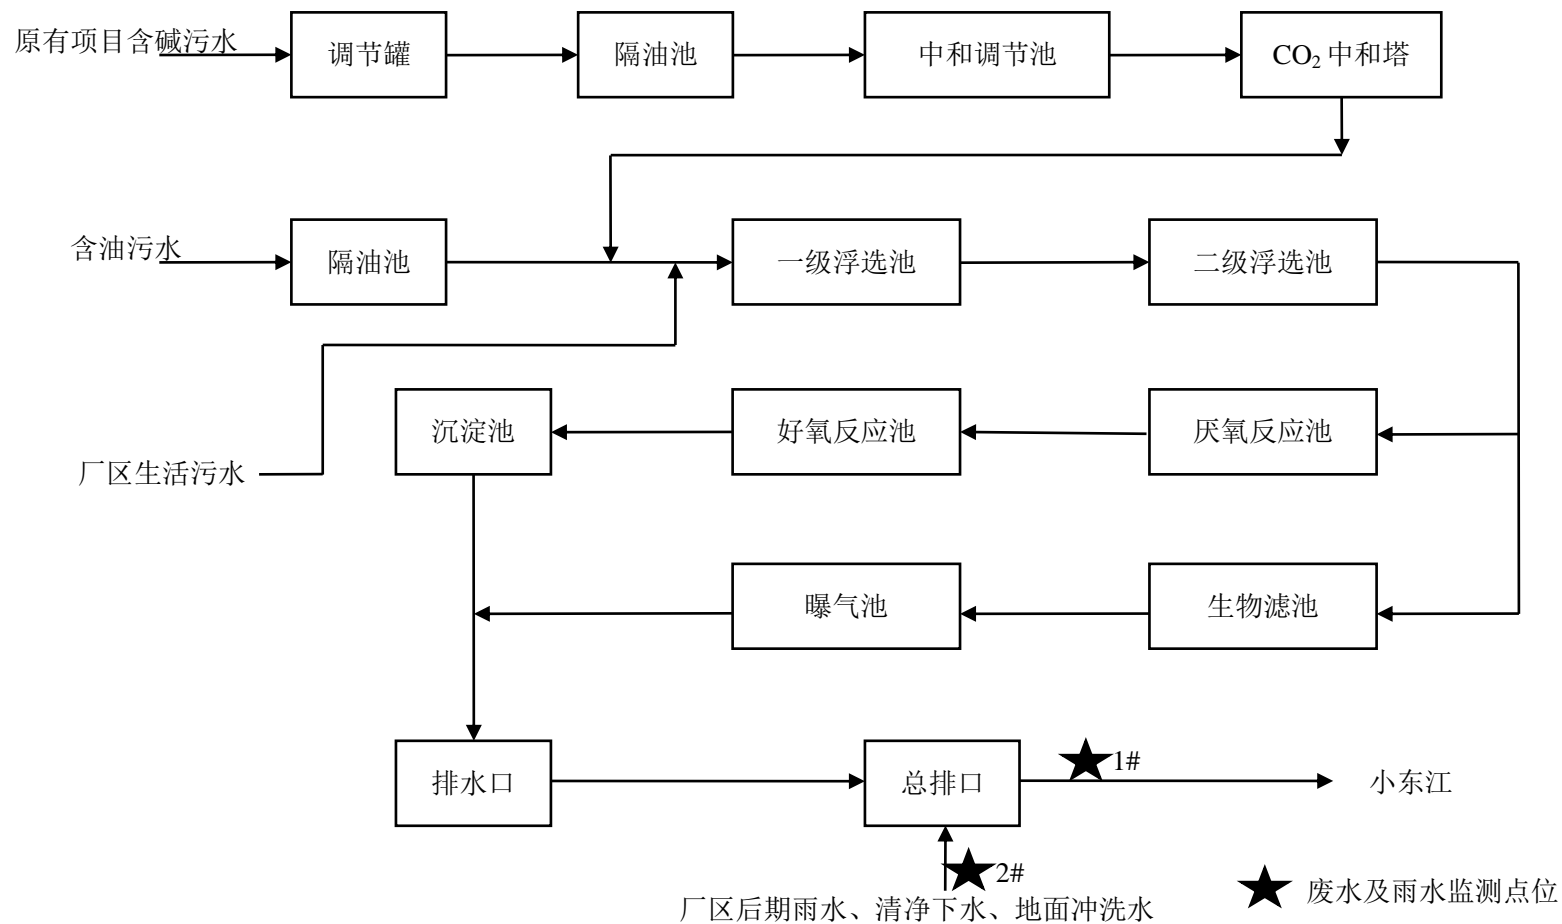 原有项目含碱污水
调节罐
隔油池
中和调节池
CO₂中和塔
含油污水
隔油池
一级浮选池
二级浮选池
沉淀池
好氧反应池
厌氧反应池
厂区生活污水
曝气池
生物滤池
排水口
总排口
1#
小东江
2#
废水及雨水监测点位
厂区后期雨水、清净下水、地面冲洗水